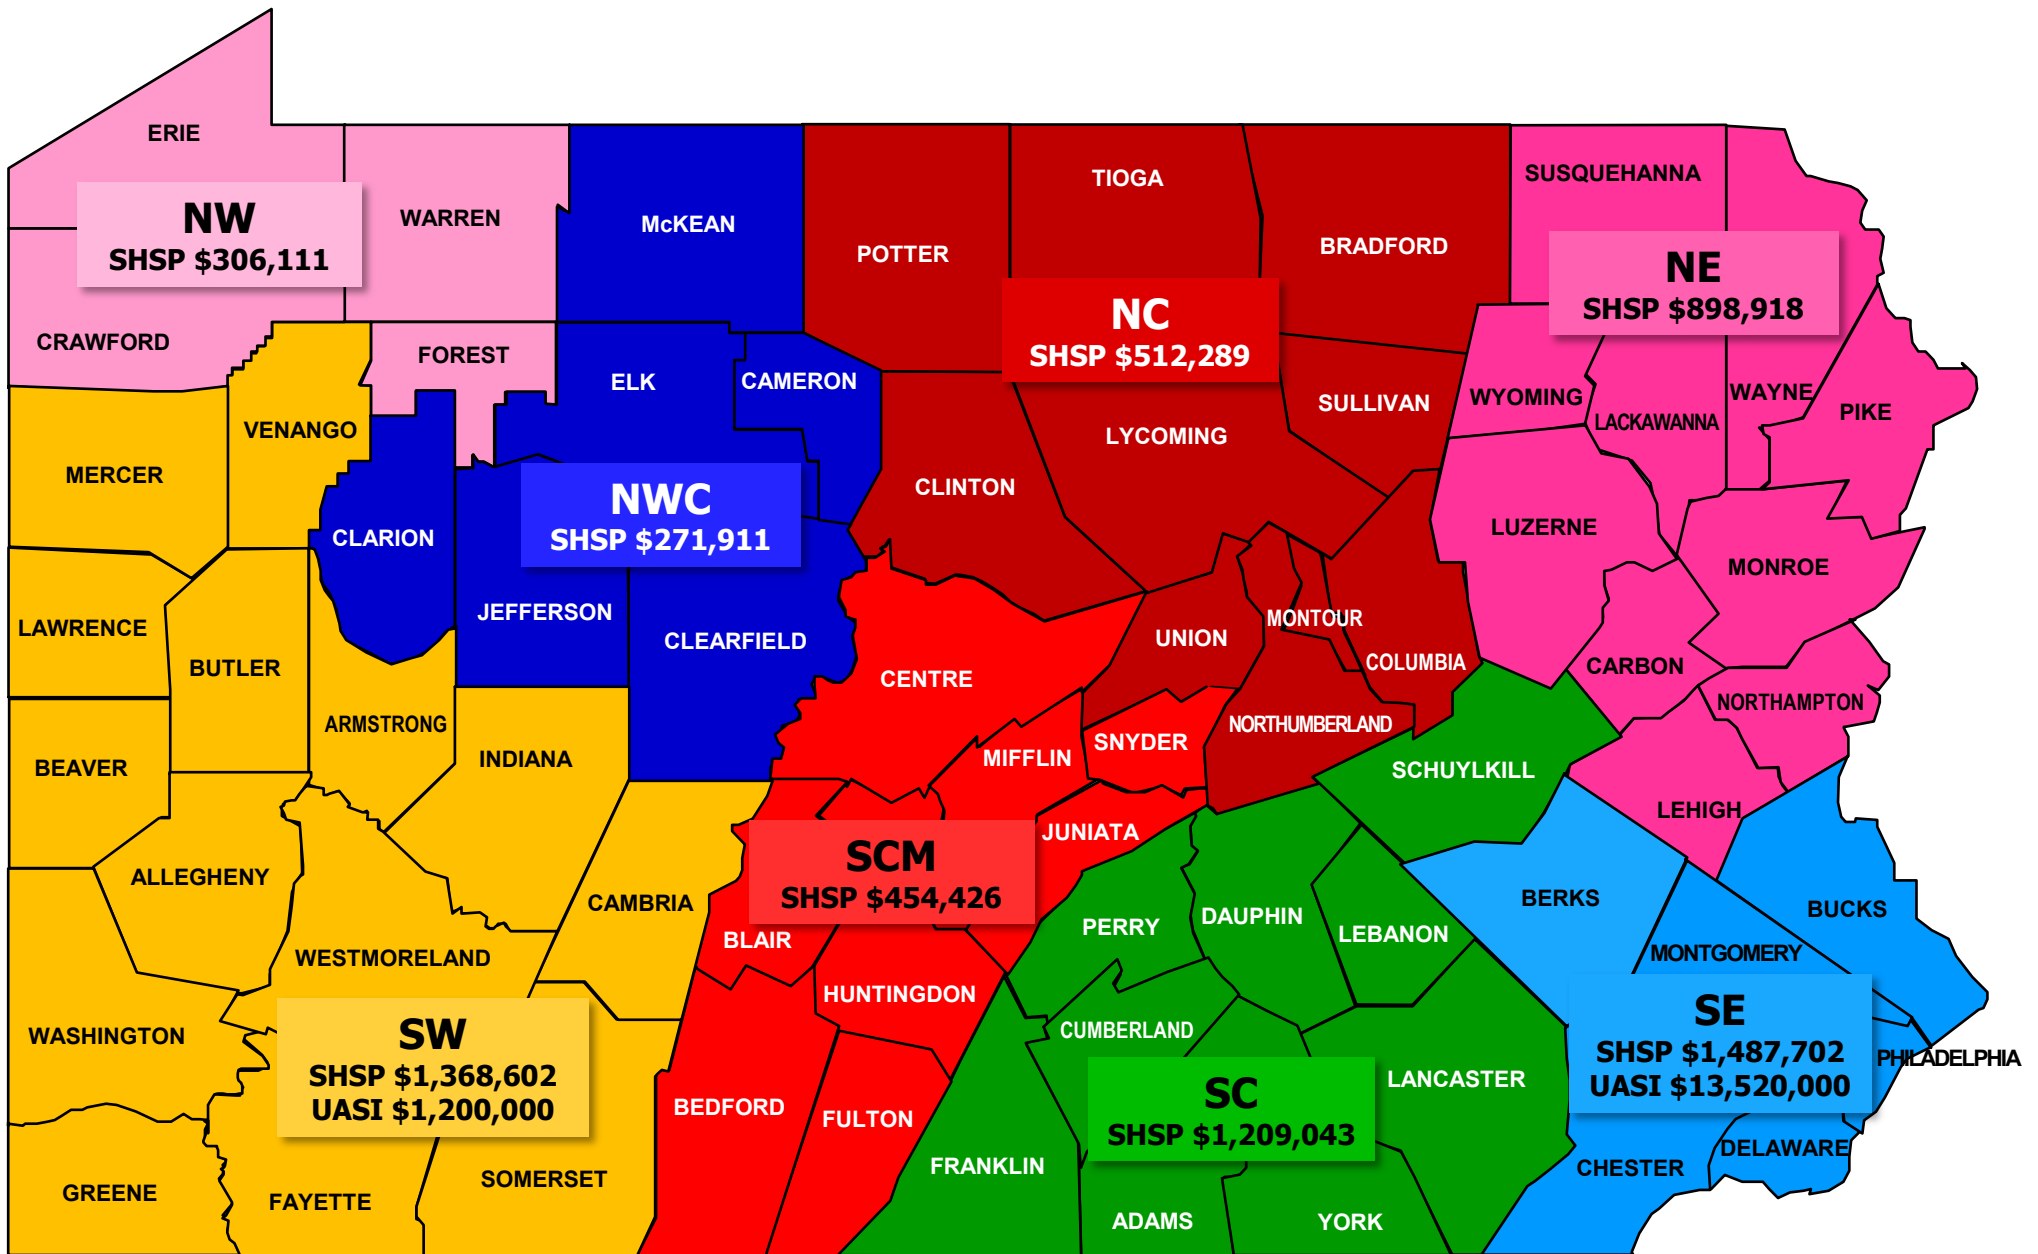 ERIE
WARREN
McKEAN
POTTER
TIOGA
BRADFORD
SUSQUEHANNA
NW
SHSP $306,111
CRAWFORD
FOREST
ELK
CAMERON
NC
SHSP $512,289
NE
SHSP $898,918
SULLIVAN
WYOMING
LACKAWANNA
WAYNE
PIKE
MERCER
VENANGO
CLARION
NWC
SHSP $271,911
CLINTON
LYCOMING
LUZERNE
MONROE
LAWRENCE
BUTLER
JEFFERSON
CLEARFIELD
CENTRE
UNION
MONTOUR
COLUMBIA
CARBON
NORTHAMPTON
BEAVER
ARMSTRONG
INDIANA
MIFFLIN
SNYDER
NORTHUMBERLAND
SCHUYLKILL
LEHIGH
ALLEGHENY
CAMBRIA
SCM
SHSP $454,426
JUNIATA
BLAIR
PERRY
DAUPHIN
LEBANON
BERKS
BUCKS
WESTMORELAND
HUNTINGDON
MONTGOMERY
WASHINGTON
SW
SHSP $1,368,602
UASI $1,200,000
CUMBERLAND
SE
SHSP $1,487,702
UASI $13,520,000
PHILADELPHIA
BEDFORD
FULTON
SC
SHSP $1,209,043
LANCASTER
GREENE
FAYETTE
SOMERSET
FRANKLIN
ADAMS
YORK
CHESTER
DELAWARE